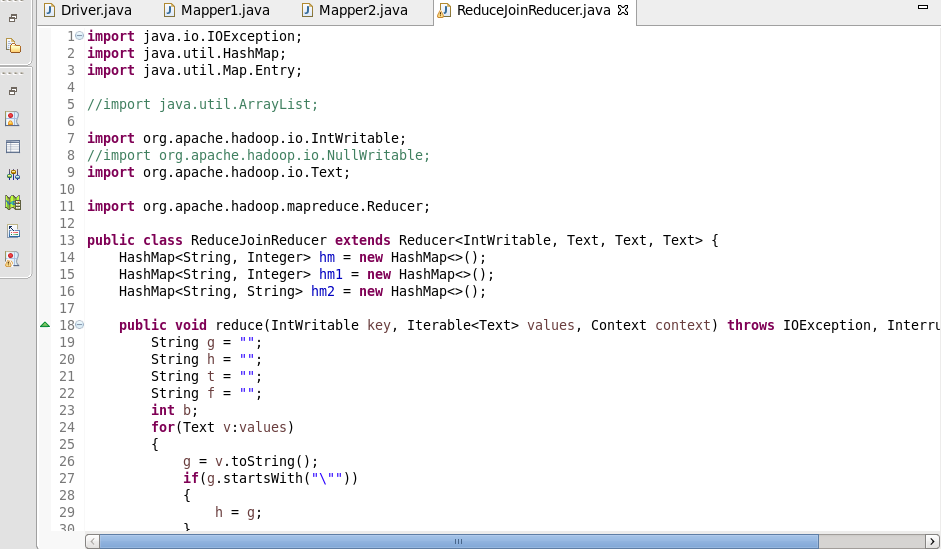 Driver.java Mapper1.java Mapper2.java ReduceJoinReducer.java
1 import java.io.IOException;
2 import java.util.HashMap;
3 import java.util.Map.Entry;
4
5 //import java.util.ArrayList;
6
7 import org.apache.hadoop.io.IntWritable;
8 //import org.apache.hadoop.io.NullWritable;
9 import org.apache.hadoop.io.Text;
10
11 import org.apache.hadoop.mapreduce.Reducer;
12
13 public class ReduceJoinReducer extends Reducer<IntWritable, Text, Text, Text> {
14 HashMap<String, Integer> hm = new HashMap<>();
15 HashMap<String, Integer> hm1 = new HashMap<>();
16 HashMap<String, String> hm2 = new HashMap<>();
17
18 public void reduce(IntWritable key, Iterable<Text> values, Context context) throws IOException, Interru
19 String g = "";
20 String h = "";
21 String t = "";
22 String f = "";
23 int b;
24 for(Text v:values)
25 {
26 g = v.toString();
27 if(g.startsWith("\""))
28 {
29 h = g;
30 }